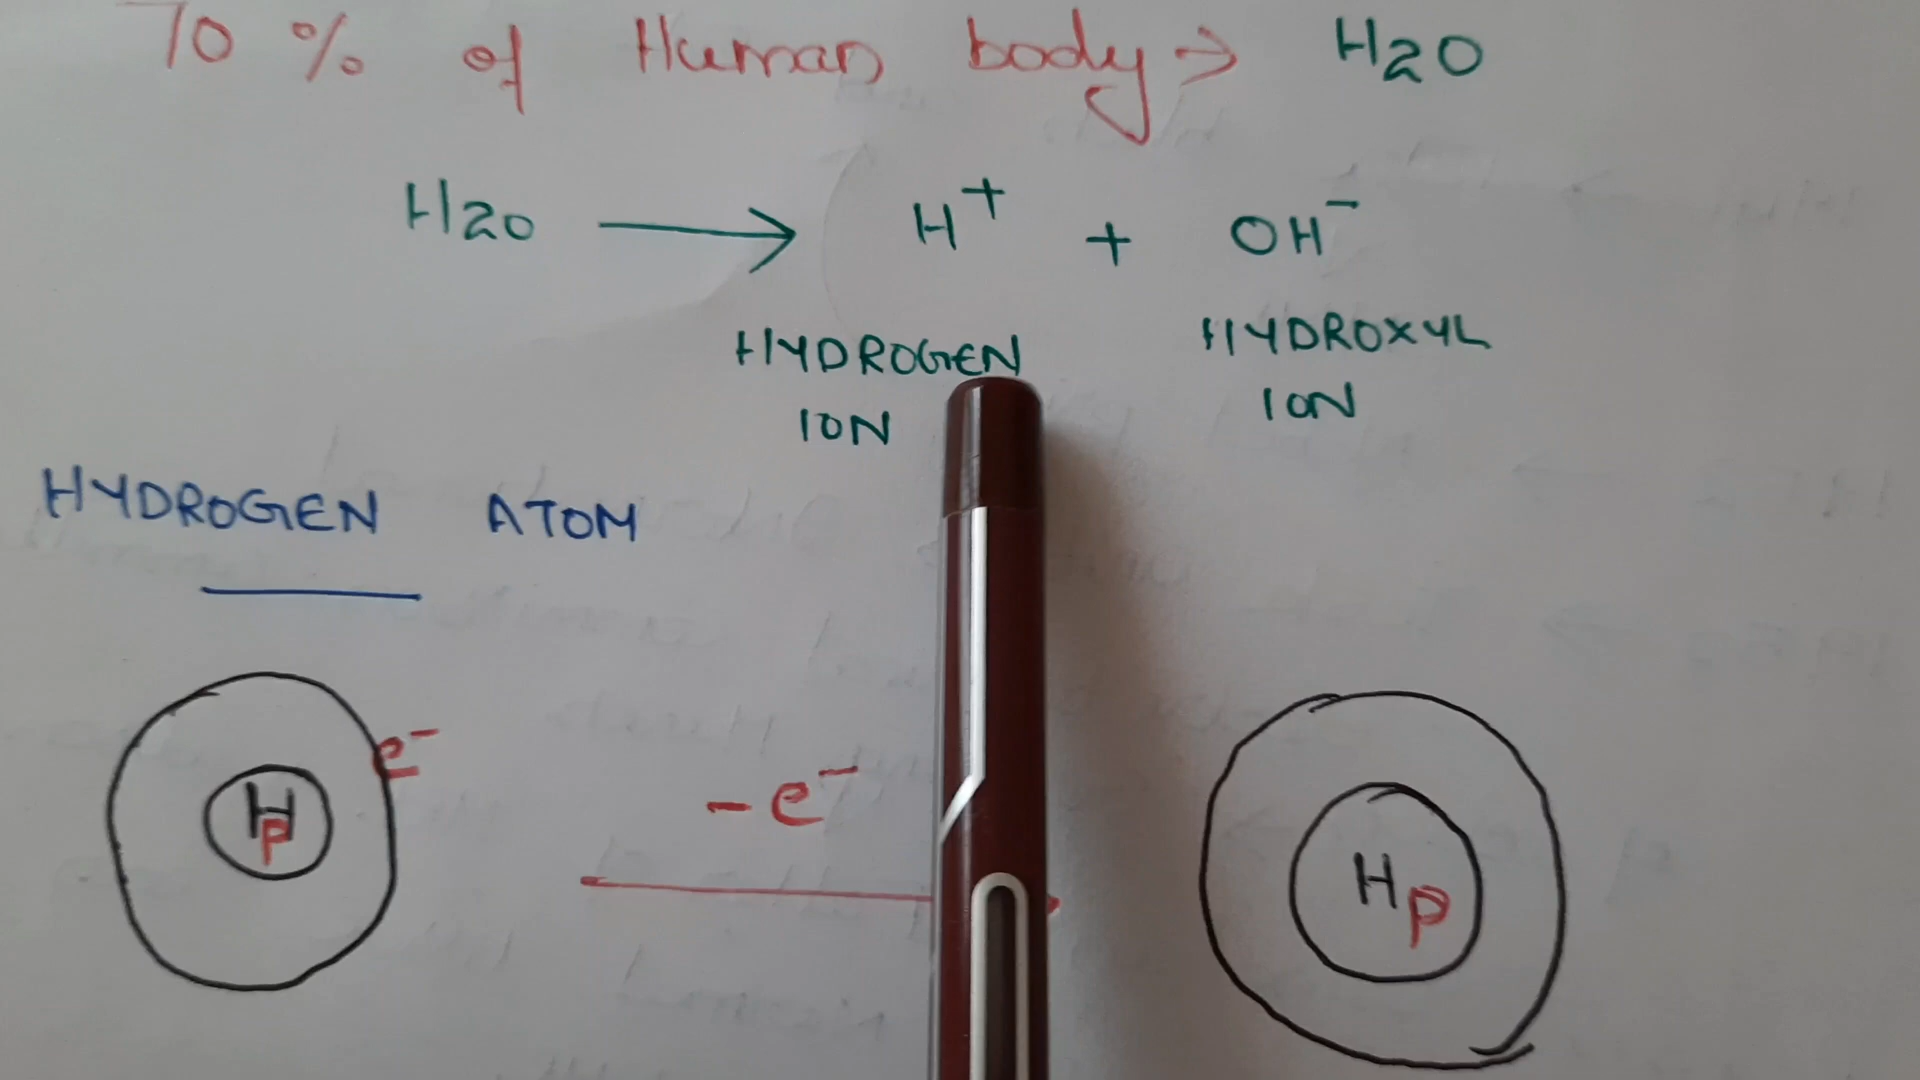 70 % of Human body → H2O
H2O → H+ + OH-
HYDROGEN ION
HYDROXYL ION
HYDROGEN ATOM
H P e-
- e-
H P